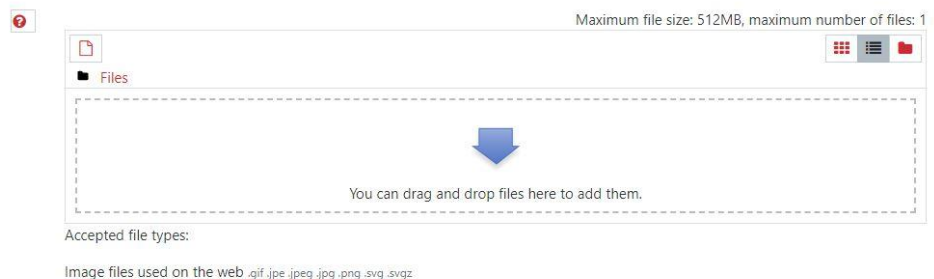 Maximum file size: 512MB, maximum number of files: 1
Files
You can drag and drop files here to add them.
Accepted file types:
Image files used on the web .gif .jpe .jpeg .jpg .png .svg .svgz